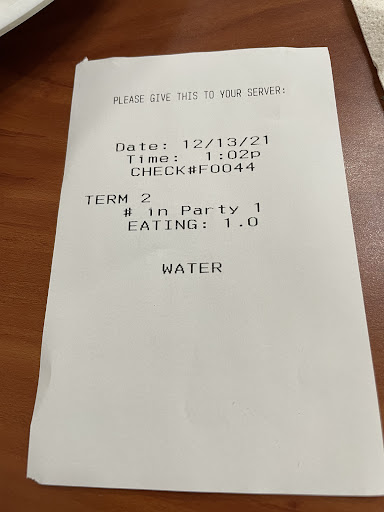 PLEASE GIVE THIS TO YOUR SERVER:
Date: 12/13/21
Time: 1:02p
CHECK#F0044
TERM 2
# in Party 1
EATING: 1.0
WATER